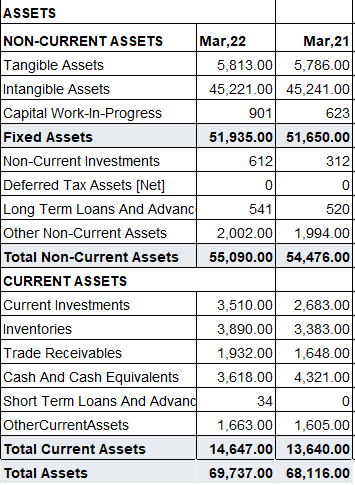 ASSETS
NON-CURRENT ASSETS Mar,22 Mar,21
Tangible Assets 5,813.00 5,786.00
Intangible Assets 45,221.00 45,241.00
Capital Work-In-Progress 901 623
Fixed Assets 51,935.00 51,650.00
Non-Current Investments 612 312
Deferred Tax Assets [Net] 0 0
Long Term Loans And Advanc 541 520
Other Non-Current Assets 2,002.00 1,994.00
Total Non-Current Assets 55,090.00 54,476.00
CURRENT ASSETS
Current Investments 3,510.00 2,683.00
Inventories 3,890.00 3,383.00
Trade Receivables 1,932.00 1,648.00
Cash And Cash Equivalents 3,618.00 4,321.00
Short Term Loans And Advanc 34 0
OtherCurrentAssets 1,663.00 1,605.00
Total Current Assets 14,647.00 13,640.00
Total Assets 69,737.00 68,116.00